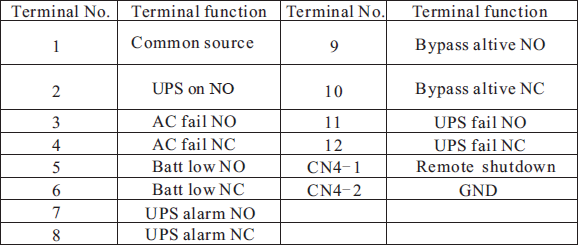 Terminal No. Terminal function Terminal No. Terminal function
1 Common source 9 Bypass altive NO
2 UPS on NO 10 Bypass altive NC
3 AC fail NO 11 UPS fail NO
4 AC fail NC 12 UPS fail NC
5 Batt low NO CN4-1 Remote shutdown
6 Batt low NC CN4-2 GND
7 UPS alarm NO
8 UPS alarm NC